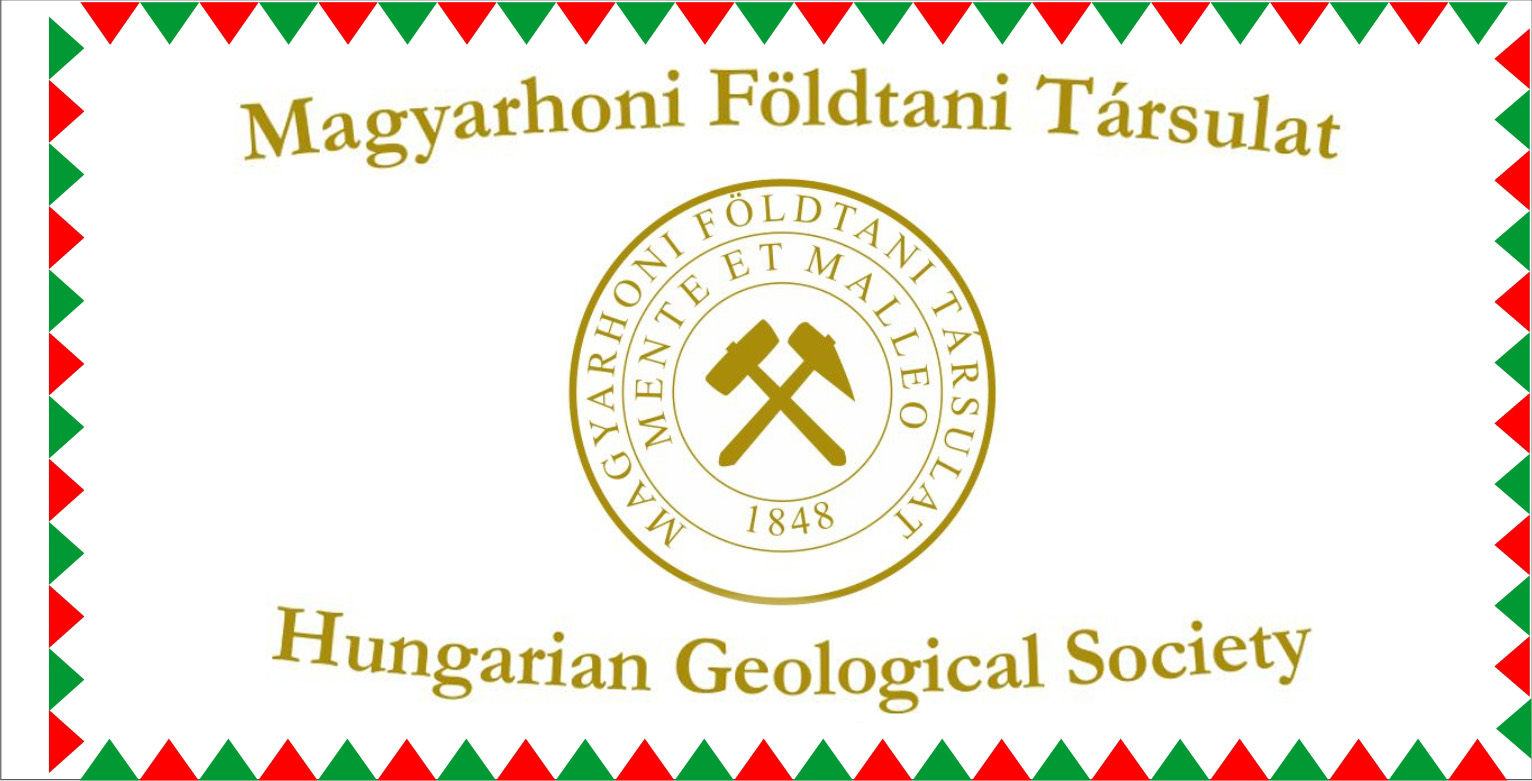 Magyarhoni Földtani Társulat
MAGYARHONI FÖLDTANI TÁRSULAT
MENTE ET MALLEO
1848
Hungarian Geological Society